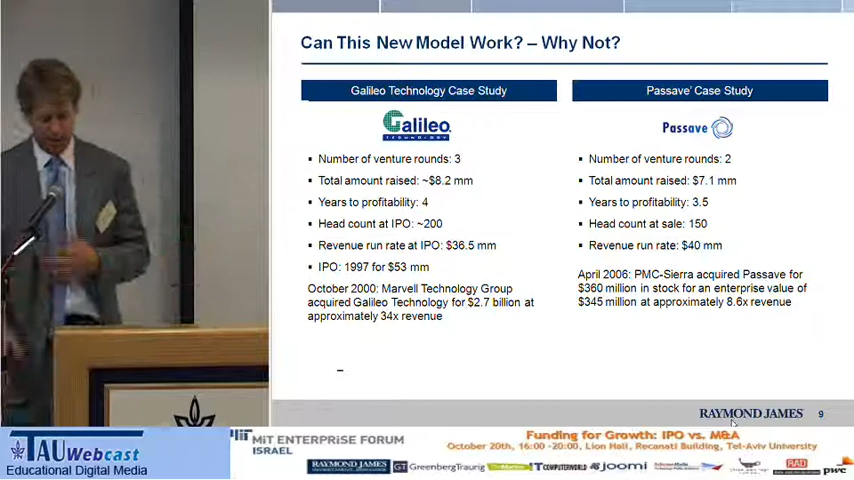 Can This New Model Work? – Why Not?
Galileo Technology Case Study
Galileo
TECHNOLOGY
• Number of venture rounds: 3
• Total amount raised: ~$8.2 mm
• Years to profitability: 4
• Head count at IPO: ~200
• Revenue run rate at IPO: $36.5 mm
• IPO: 1997 for $53 mm
October 2000: Marvell Technology Group
acquired Galileo Technology for $2.7 billion at
approximately 34x revenue
–
Passave' Case Study
Passave
• Number of venture rounds: 2
• Total amount raised: $7.1 mm
• Years to profitability: 3.5
• Head count at sale: 150
• Revenue run rate: $40 mm
April 2006: PMC-Sierra acquired Passave for
$360 million in stock for an enterprise value of
$345 million at approximately 8.6x revenue
RAYMOND JAMES 9
TAU Webcast
Educational Digital Media
MIT ENTERPRISE FORUM
ISRAEL
Funding for Growth: IPO vs. M&A
October 20th, 16:00 -20:00, Lion Hall, Recanati Building, Tel-Aviv University
RAYMOND JAMES
GT GreenbergTraurig
COMPUTERWORLD
joomi
RAD
pwc